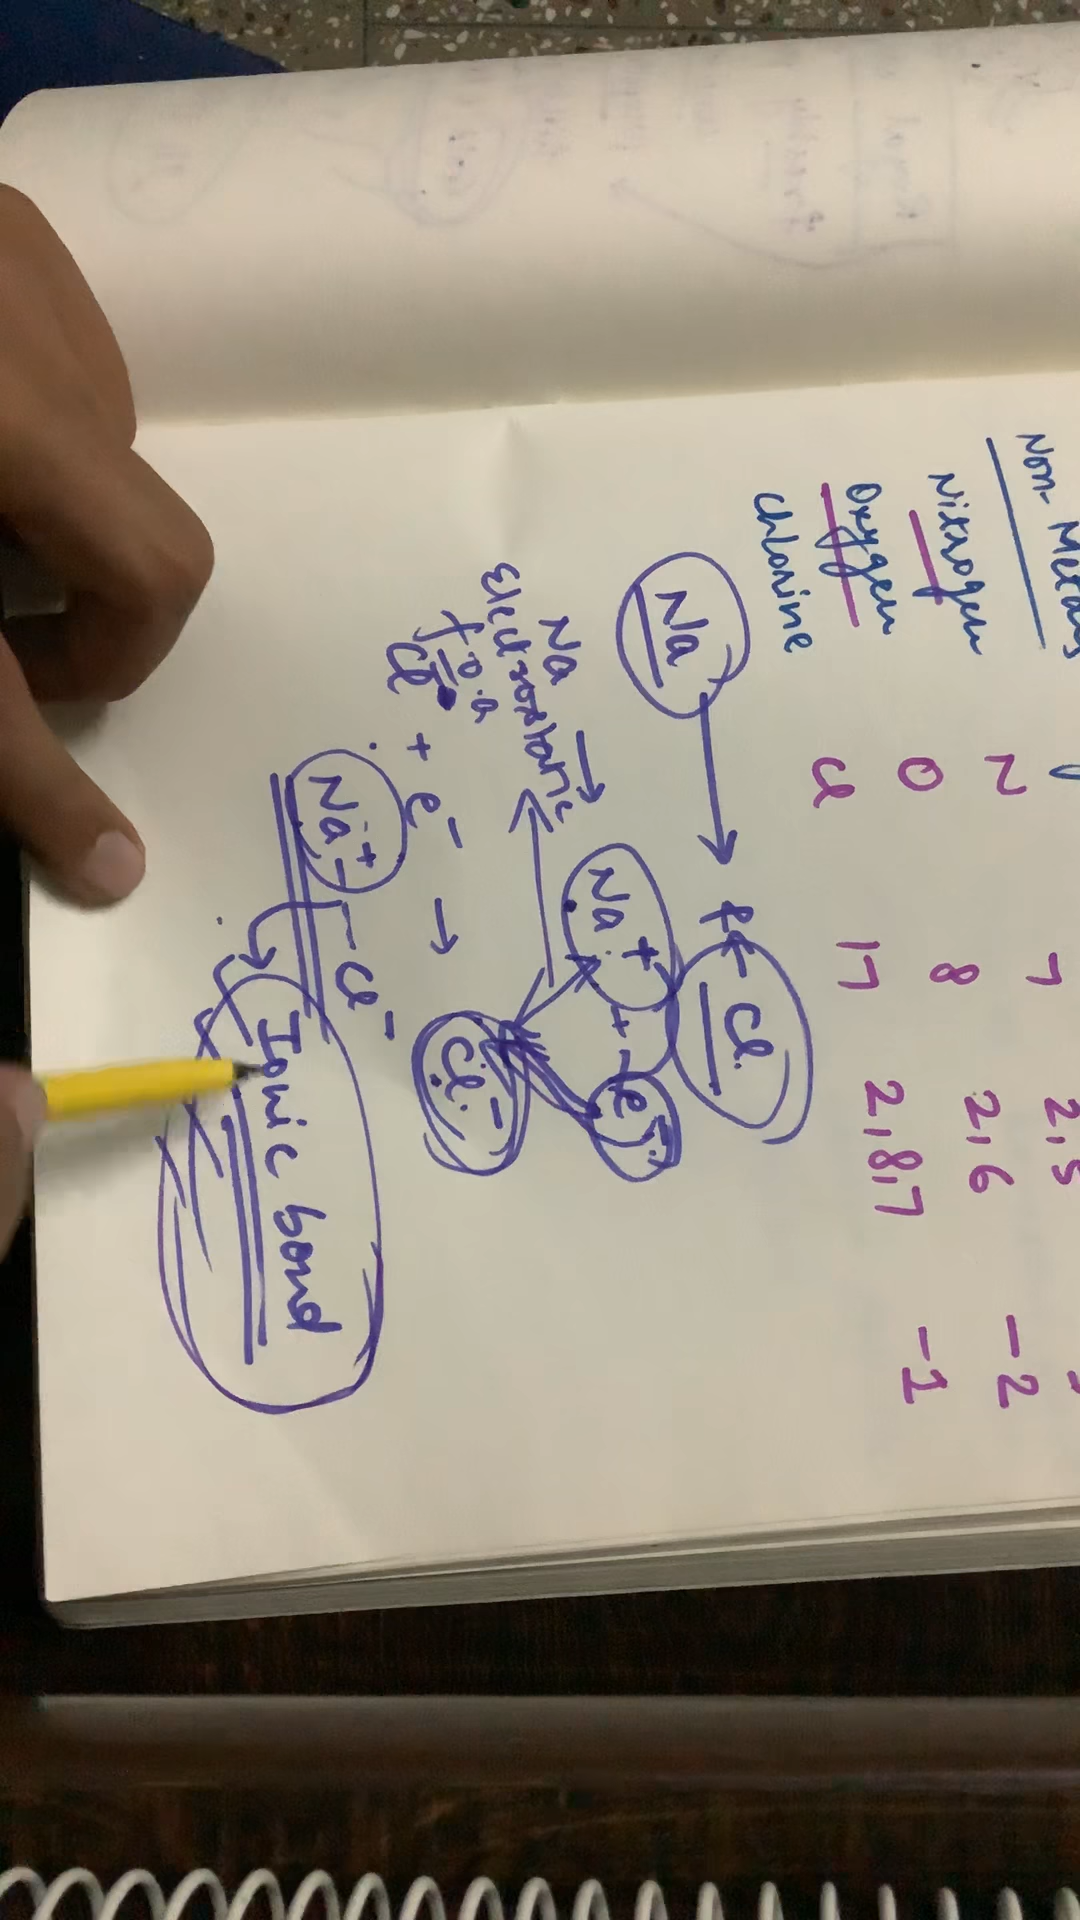 Non-Metals
Nitrogen N 7 2,5
Oxygen O 8 2,6 -2
Chlorine Cl 17 2,8,7 -1
Na → Cl
Na → Na+ + e-
Electrostatic
f.o.a
Cl + e- → Cl-
Na+ - Cl-
Ionic bond